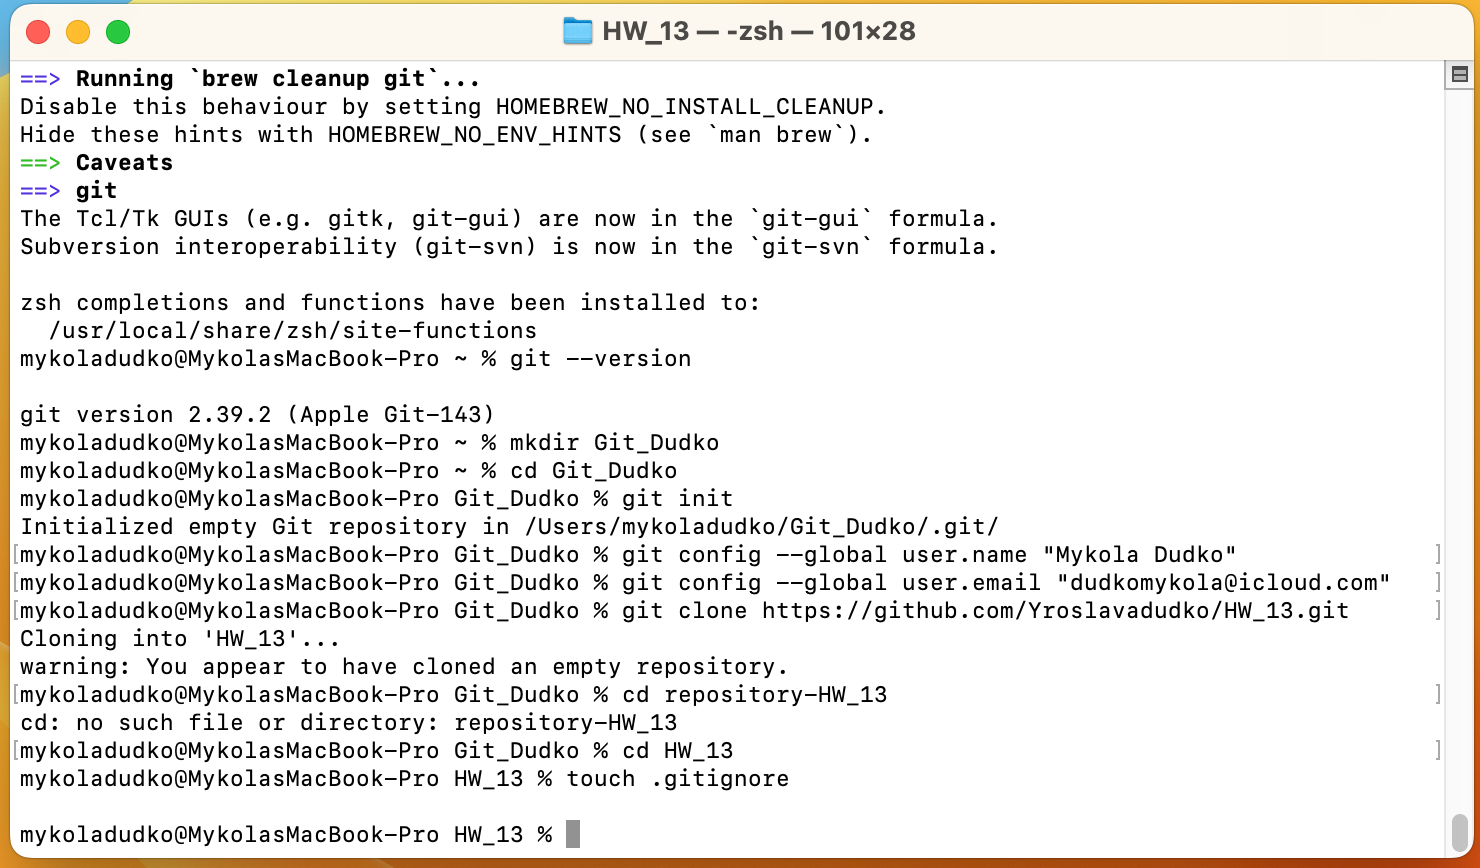 HW_13 — -zsh — 101×28
==> Running `brew cleanup git`...
Disable this behaviour by setting HOMEBREW_NO_INSTALL_CLEANUP.
Hide these hints with HOMEBREW_NO_ENV_HINTS (see `man brew`).
==> Caveats
==> git
The Tcl/Tk GUIs (e.g. gitk, git-gui) are now in the `git-gui` formula.
Subversion interoperability (git-svn) is now in the `git-svn` formula.
zsh completions and functions have been installed to:
  /usr/local/share/zsh/site-functions
mykoladudko@MykolasMacBook-Pro ~ % git --version
git version 2.39.2 (Apple Git-143)
mykoladudko@MykolasMacBook-Pro ~ % mkdir Git_Dudko
mykoladudko@MykolasMacBook-Pro ~ % cd Git_Dudko
mykoladudko@MykolasMacBook-Pro Git_Dudko % git init
Initialized empty Git repository in /Users/mykoladudko/Git_Dudko/.git/
[mykoladudko@MykolasMacBook-Pro Git_Dudko % git config --global user.name "Mykola Dudko" ]
[mykoladudko@MykolasMacBook-Pro Git_Dudko % git config --global user.email "dudkomykola@icloud.com" ]
[mykoladudko@MykolasMacBook-Pro Git_Dudko % git clone https://github.com/Yroslavadudko/HW_13.git ]
Cloning into 'HW_13'...
warning: You appear to have cloned an empty repository.
[mykoladudko@MykolasMacBook-Pro Git_Dudko % cd repository-HW_13 ]
cd: no such file or directory: repository-HW_13
[mykoladudko@MykolasMacBook-Pro Git_Dudko % cd HW_13 ]
mykoladudko@MykolasMacBook-Pro HW_13 % touch .gitignore
mykoladudko@MykolasMacBook-Pro HW_13 %